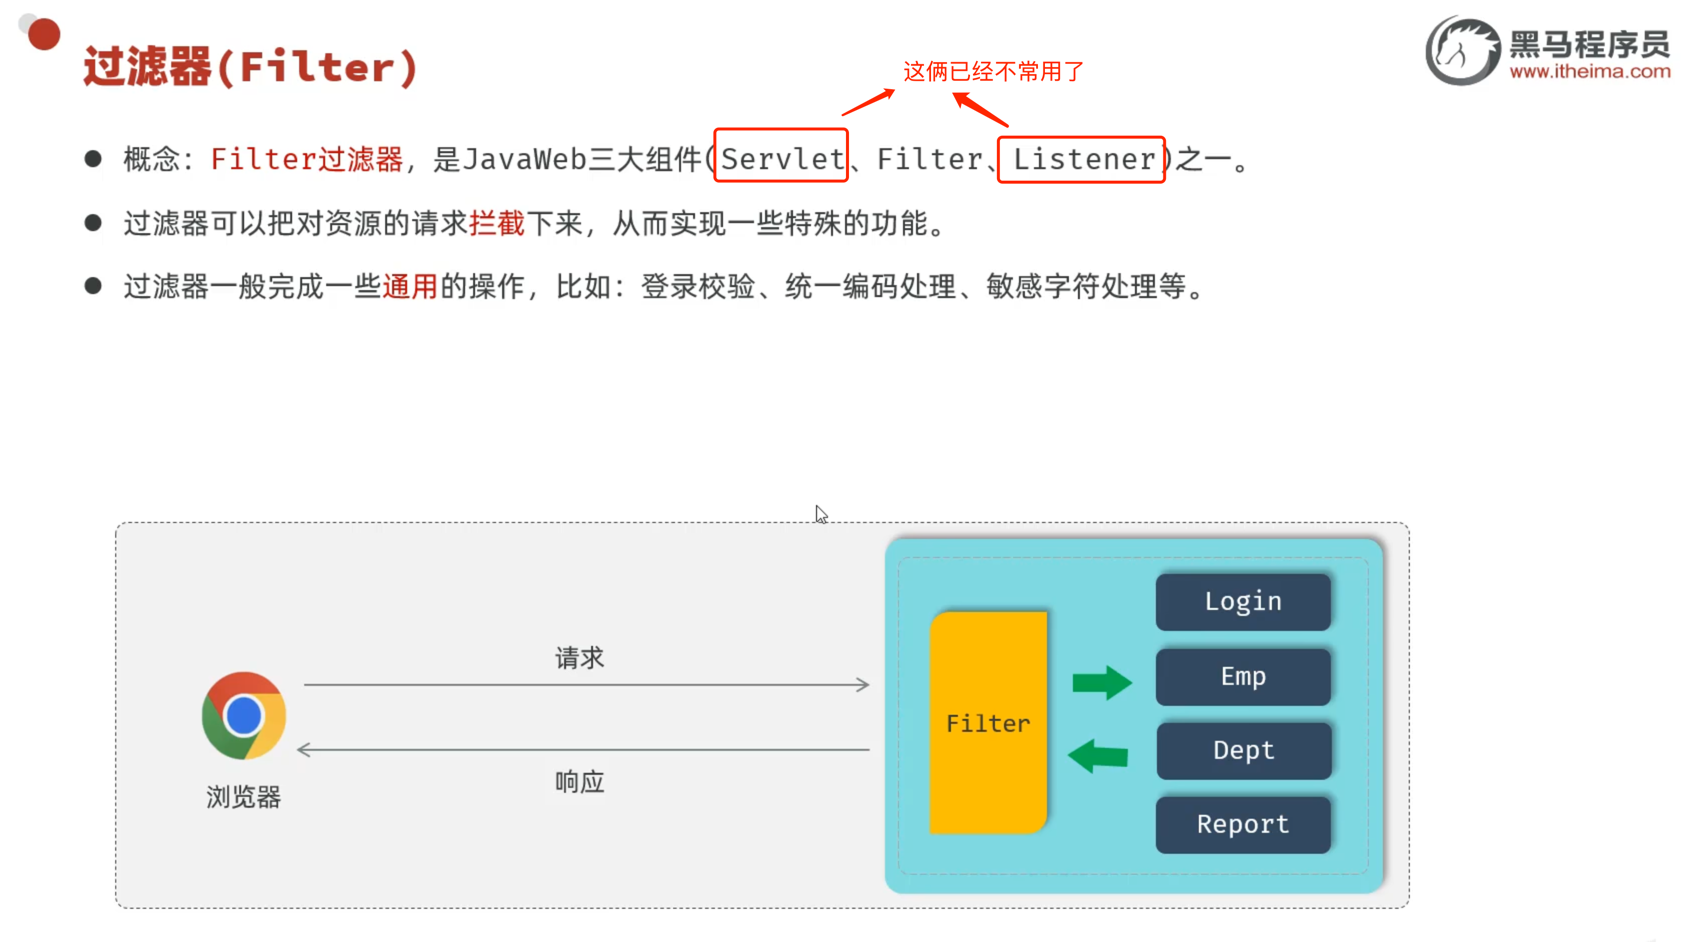 过滤器(Filter)
黑马程序员
www.itheima.com
这俩已经不常用了
● 概念：Filter过滤器，是JavaWeb三大组件(Servlet、Filter、Listener)之一。
● 过滤器可以把对资源的请求拦截下来，从而实现一些特殊的功能。
● 过滤器一般完成一些通用的操作，比如：登录校验、统一编码处理、敏感字符处理等。
Login
请求
Emp
Filter
Dept
响应
浏览器
Report